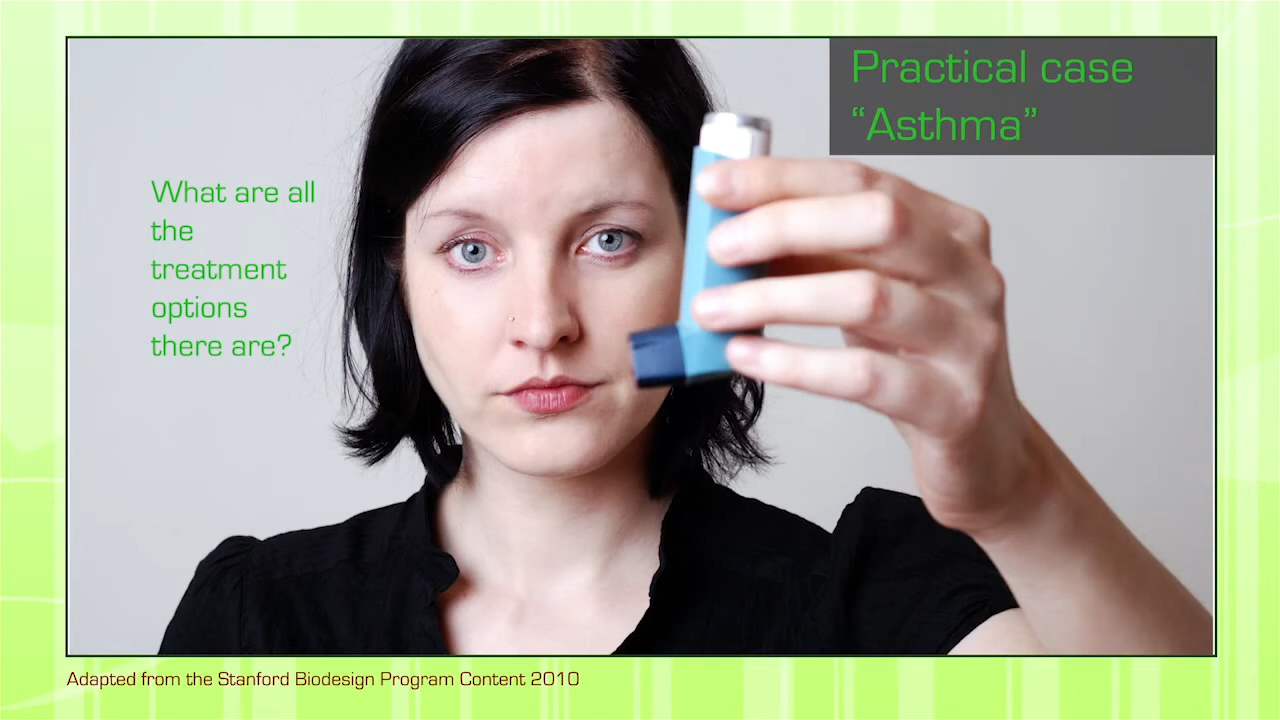 Practical case
“Asthma”
What are all
the
treatment
options
there are?
Adapted from the Stanford Biodesign Program Content 2010